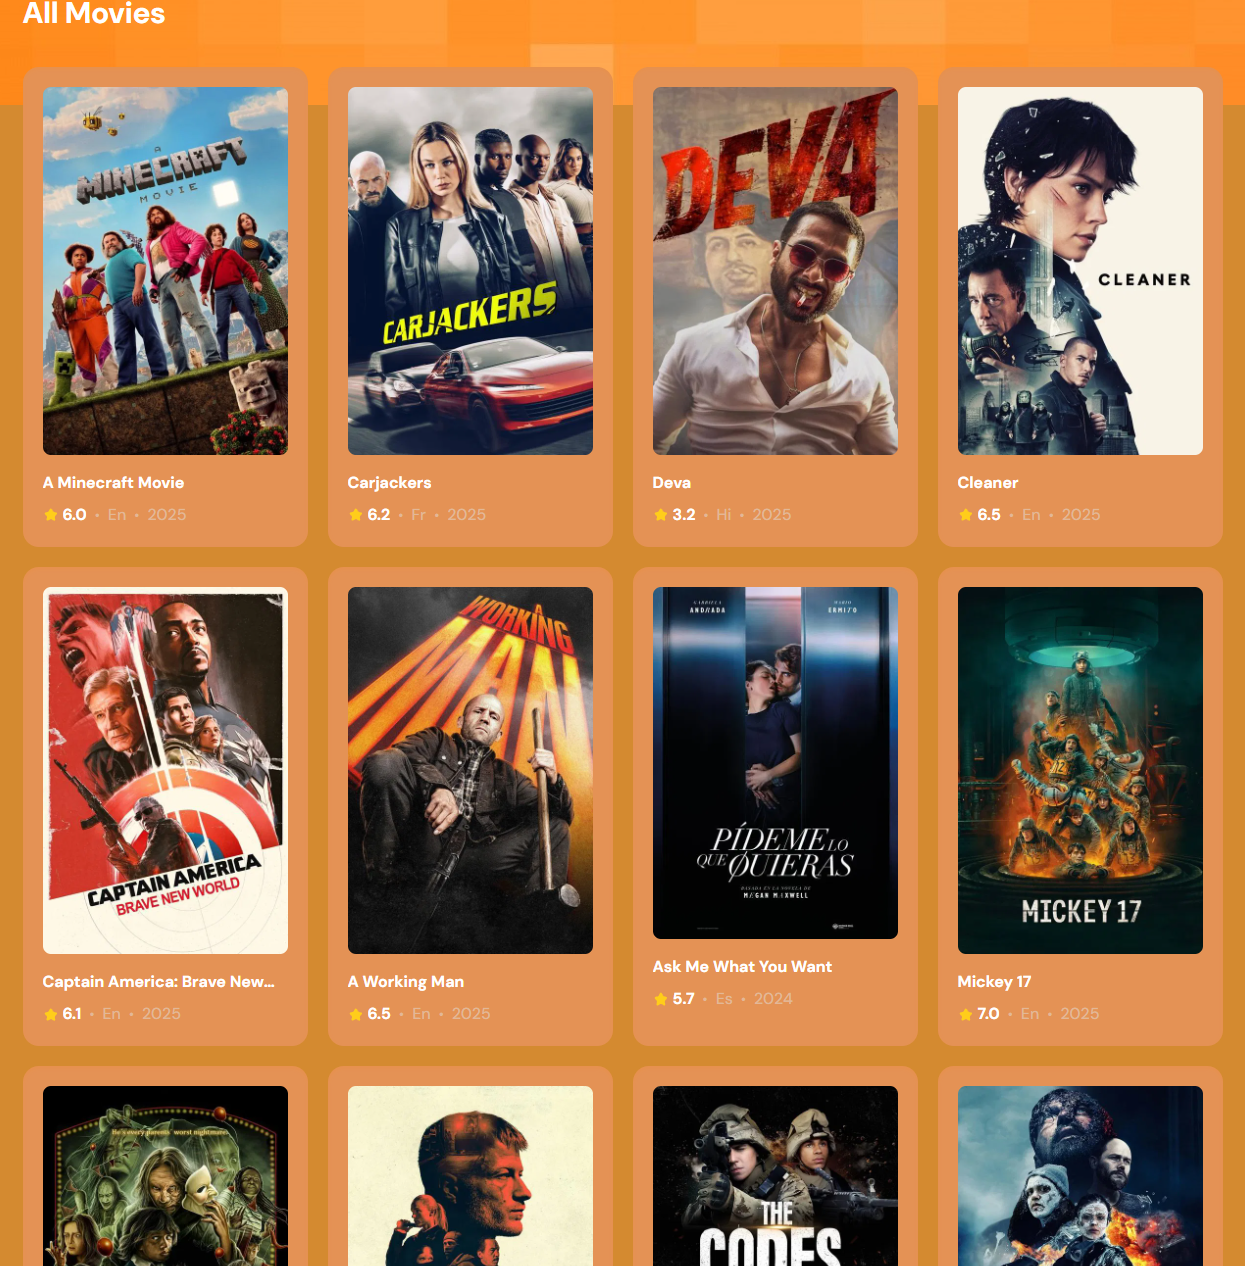 All Movies
A
MINECRAFT
MOVIE
CARJACKERS
DEVA
CLEANER
A Minecraft Movie
6.0 • En • 2025
Carjackers
6.2 • Fr • 2025
Deva
3.2 • Hi • 2025
Cleaner
6.5 • En • 2025
CAPTAIN AMERICA
BRAVE NEW WORLD
A
WORKING
MAN
GABRIELA
ANDRADA
MARIO
ERMITO
PÍDEME LO
QUE QUIERAS
BASADA EN LA NOVELA DE
MEGAN MAXWELL
MICKEY 17
Captain America: Brave New...
6.1 • En • 2025
A Working Man
6.5 • En • 2025
Ask Me What You Want
5.7 • Es • 2024
Mickey 17
7.0 • En • 2025
He's every parents' worst nightmare.
THE
CODES